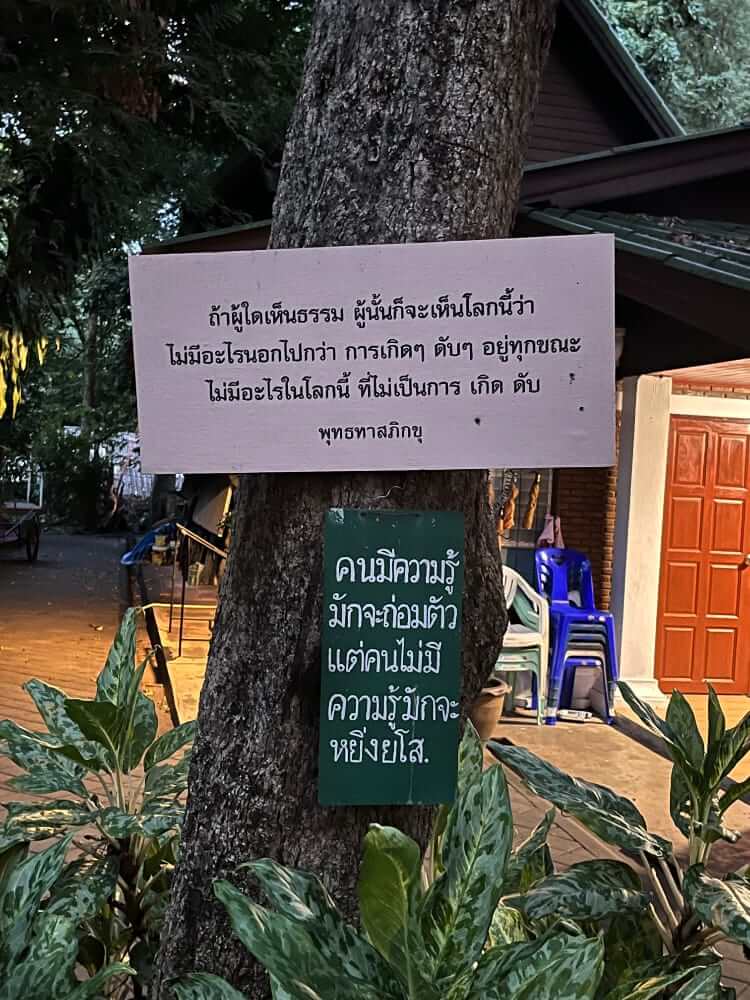 ถ้าผู้ใดเห็นธรรม ผู้นั้นก็จะเห็นโลกนี้ว่า
ไม่มีอะไรนอกไปกว่า การเกิดๆ ดับๆ อยู่ทุกขณะ
ไม่มีอะไรในโลกนี้ ที่ไม่เป็นการ เกิด ดับ
พุทธทาสภิกขุ
คนมีความรู้
มักจะถ่อมตัว
แต่คนไม่มี
ความรู้มักจะ
หยิ่งยโส.